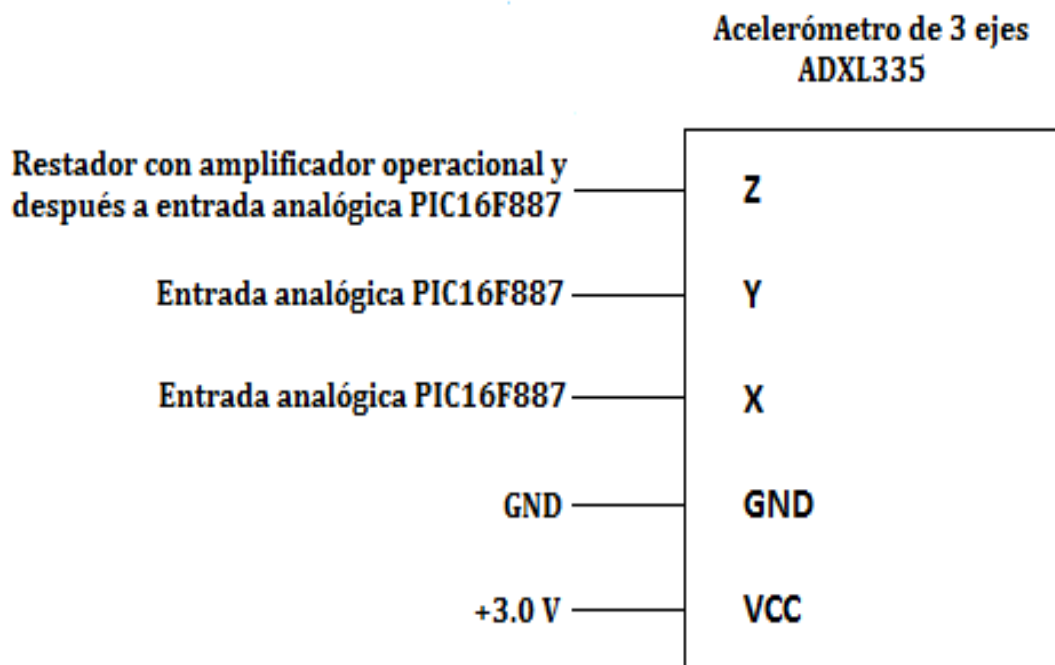 Acelerómetro de 3 ejes
ADXL335
Restador con amplificador operacional y
después a entrada analógica PIC16F887
Z
Entrada analógica PIC16F887
Y
Entrada analógica PIC16F887
X
GND
GND
+3.0 V
VCC